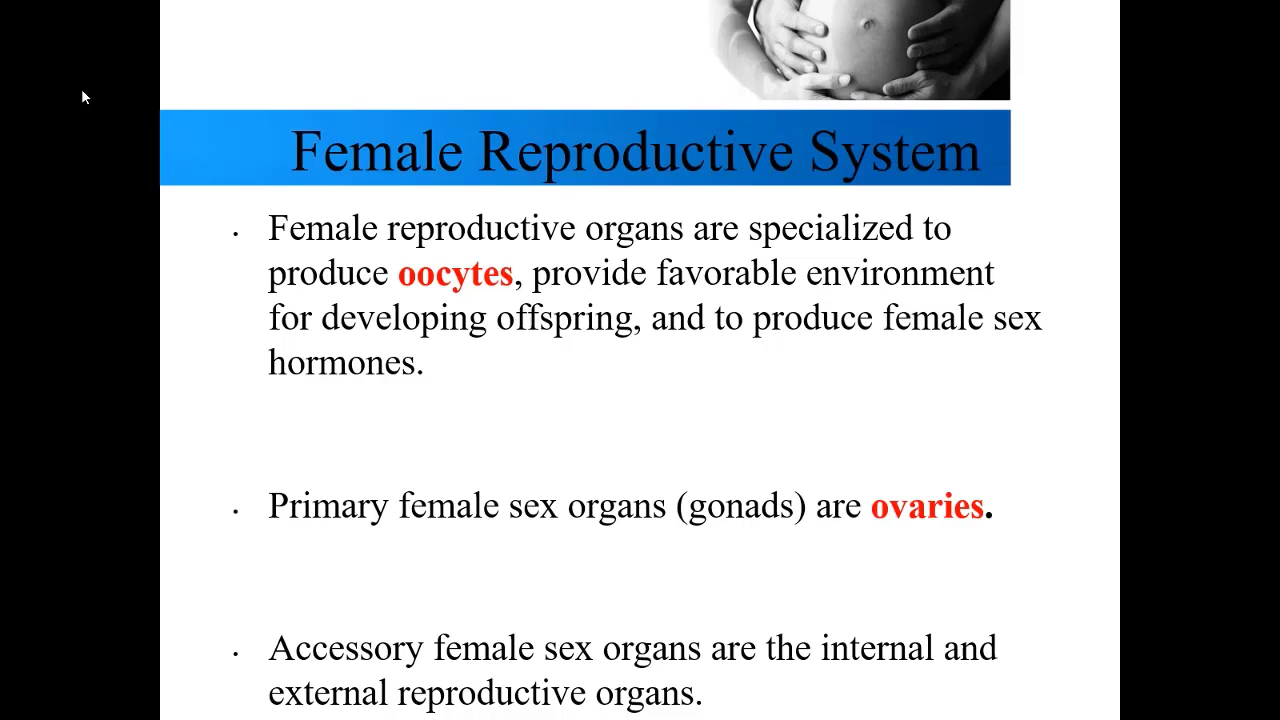 Female Reproductive System
• Female reproductive organs are specialized to
produce oocytes, provide favorable environment
for developing offspring, and to produce female sex
hormones.
• Primary female sex organs (gonads) are ovaries.
• Accessory female sex organs are the internal and
external reproductive organs.